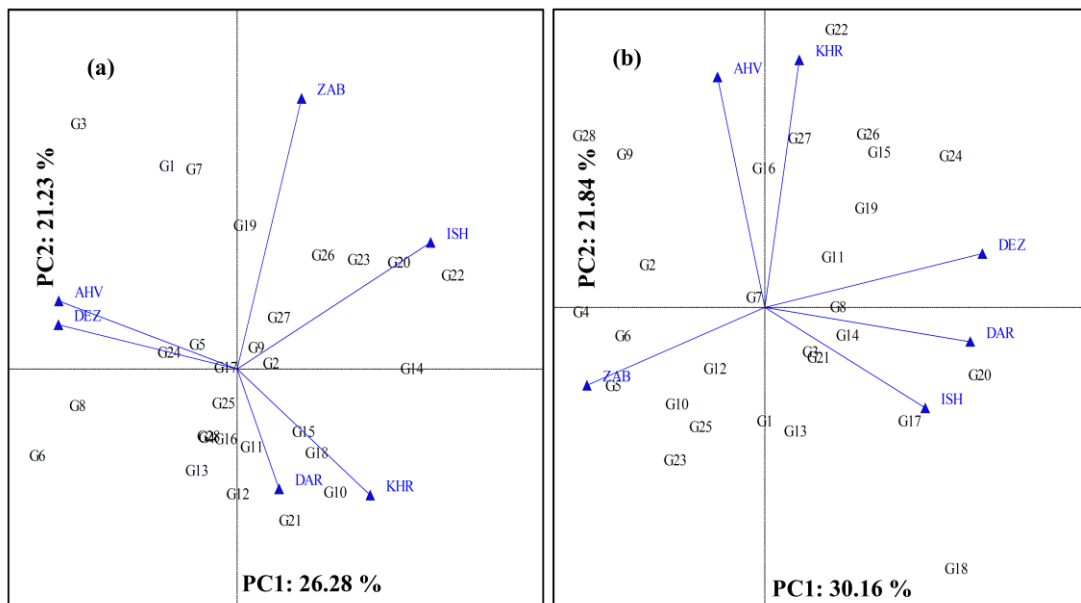 (a)
ZAB
G3
G1 G7
G19
ISH
G26 G23 G20 G22
PC2: 21.23 %
AHV
DEZ
G27
G5
G24
G9
G2
G17
G14
G8
G25
G28
G16
G15
G11
G18
G6
G13
DAR
KHR
G12
G10
G21
PC1: 26.28 %
(b)
G22
KHR
AHV
G28
G9
G27
G26
G15
G24
G16
PC2: 21.84 %
G19
DEZ
G11
G2
G7
G4
G8
G6
G14
DAR
G21
G12
G20
ZAB
G5
G10
ISH
G25
G1
G13
G17
G23
G18
PC1: 30.16 %